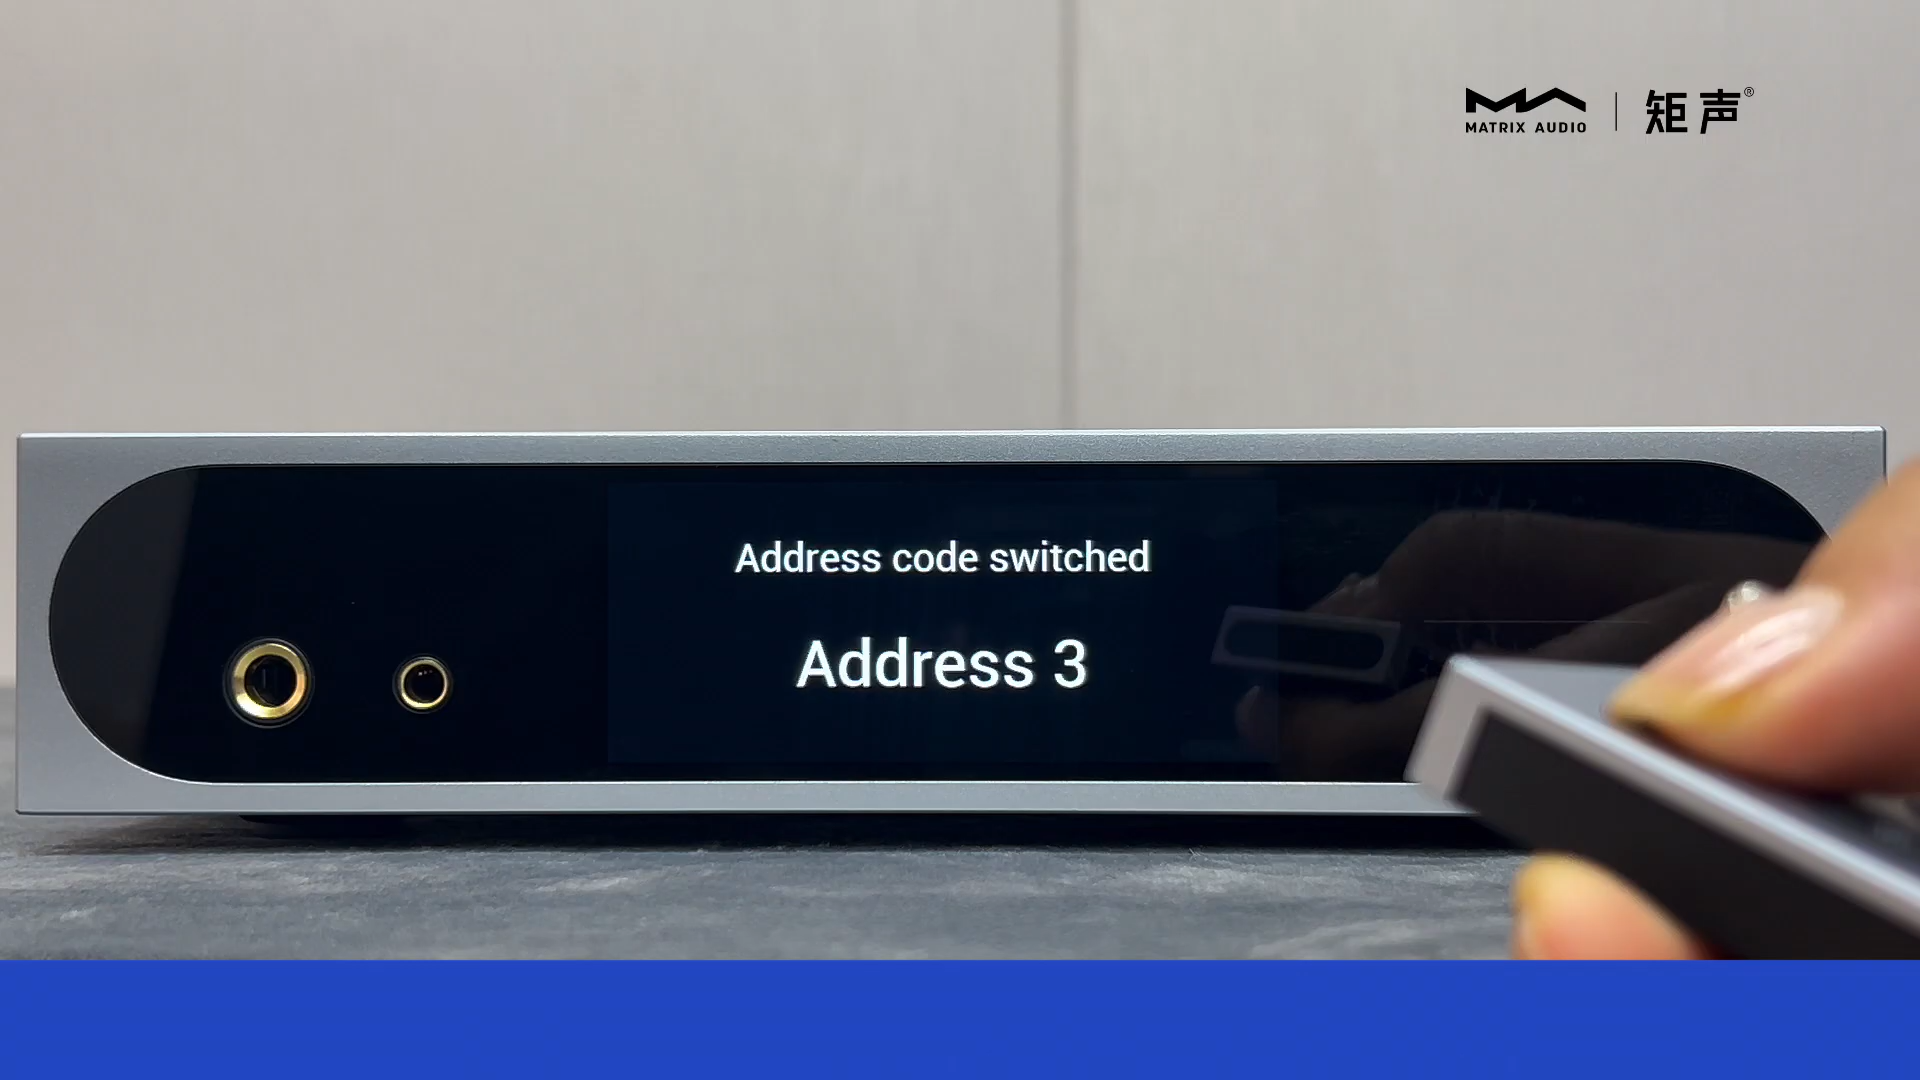 MATRIX AUDIO
矩声®
Address code switched
Address 3